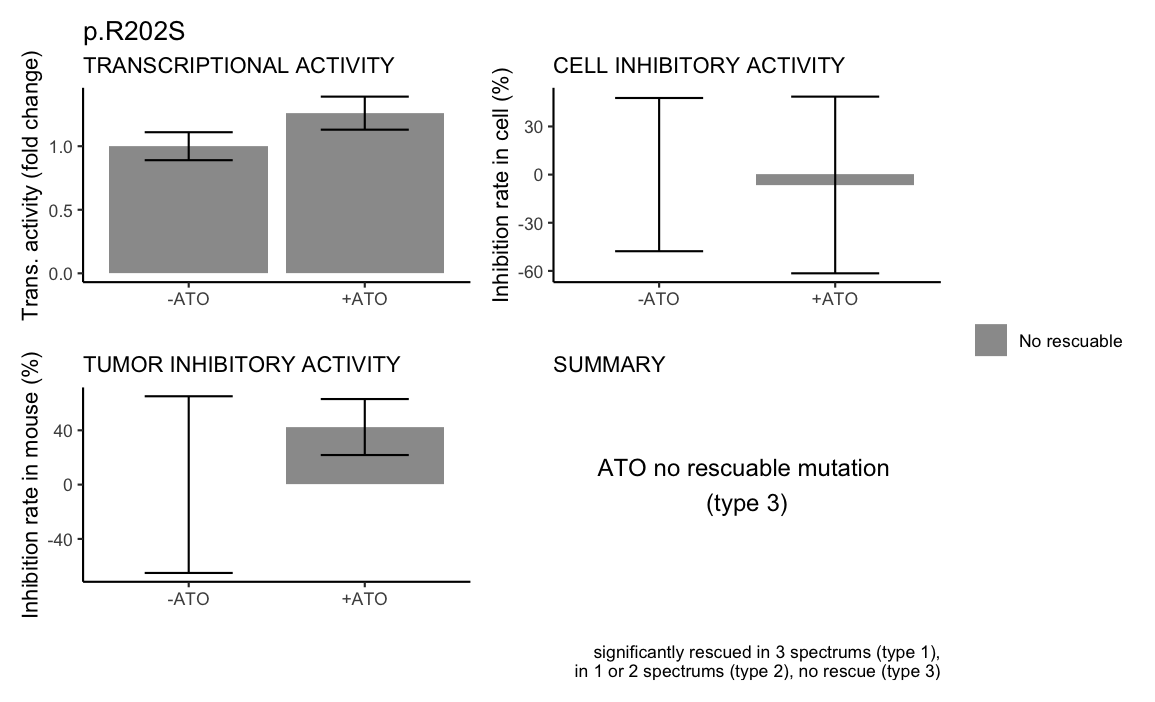 p.R202S
TRANSCRIPTIONAL ACTIVITY
Trans. activity (fold change)
1.0
0.5
0.0
-ATO
+ATO
CELL INHIBITORY ACTIVITY
Inhibition rate in cell (%)
30
0
-30
-60
-ATO
+ATO
No rescuable
TUMOR INHIBITORY ACTIVITY
Inhibition rate in mouse (%)
40
0
-40
-ATO
+ATO
SUMMARY
ATO no rescuable mutation
(type 3)
significantly rescued in 3 spectrums (type 1),
in 1 or 2 spectrums (type 2), no rescue (type 3)